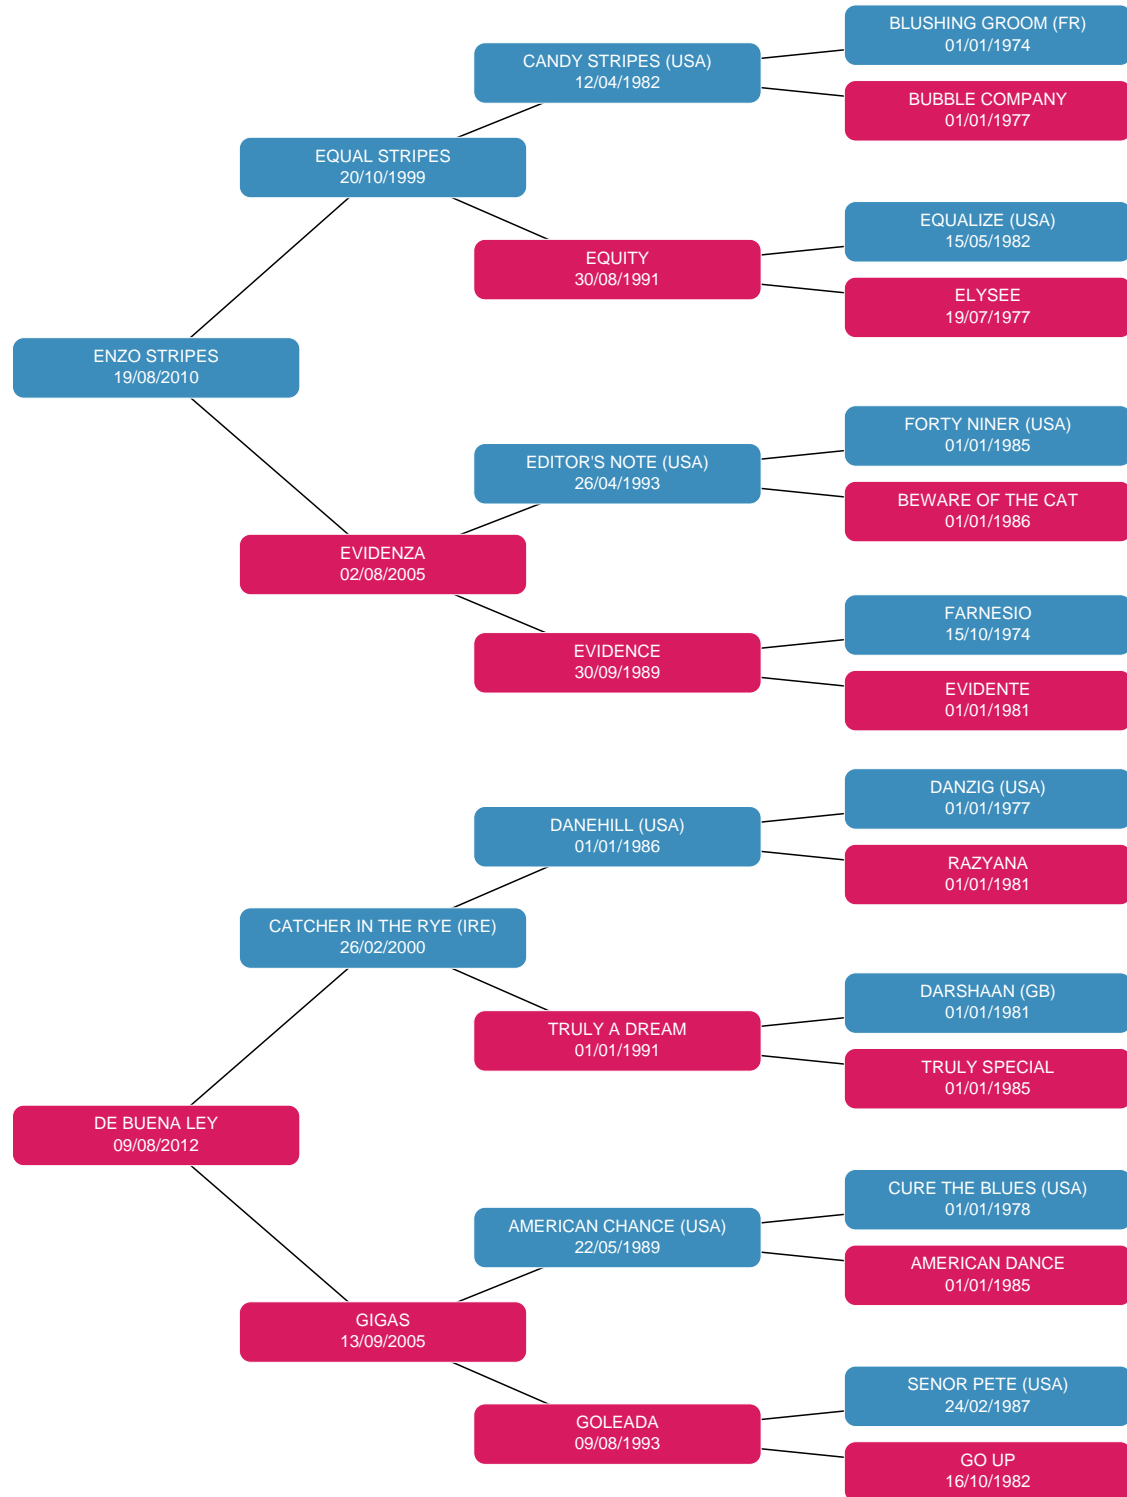 BLUSHING GROOM (FR)
01/01/1974
CANDY STRIPES (USA)
12/04/1982
BUBBLE COMPANY
01/01/1977
EQUAL STRIPES
20/10/1999
EQUALIZE (USA)
15/05/1982
EQUITY
30/08/1991
ELYSEE
19/07/1977
ENZO STRIPES
19/08/2010
FORTY NINER (USA)
01/01/1985
EDITOR'S NOTE (USA)
26/04/1993
BEWARE OF THE CAT
01/01/1986
EVIDENZA
02/08/2005
FARNESIO
15/10/1974
EVIDENCE
30/09/1989
EVIDENTE
01/01/1981
DANZIG (USA)
01/01/1977
DANEHILL (USA)
01/01/1986
RAZYANA
01/01/1981
CATCHER IN THE RYE (IRE)
26/02/2000
DARSHAAN (GB)
01/01/1981
TRULY A DREAM
01/01/1991
TRULY SPECIAL
01/01/1985
DE BUENA LEY
09/08/2012
CURE THE BLUES (USA)
01/01/1978
AMERICAN CHANCE (USA)
22/05/1989
AMERICAN DANCE
01/01/1985
GIGAS
13/09/2005
SENOR PETE (USA)
24/02/1987
GOLEADA
09/08/1993
GO UP
16/10/1982